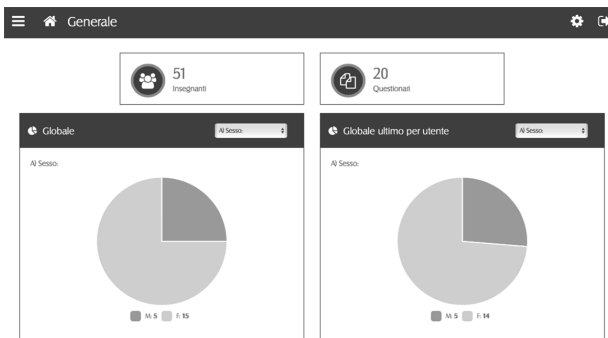 Generale
51
Insegnanti
20
Questionari
Globale
A) Sesso:
Globale ultimo per utente
A) Sesso:
A) Sesso:
A) Sesso:
M: 5 F: 15
M: 5 F: 14